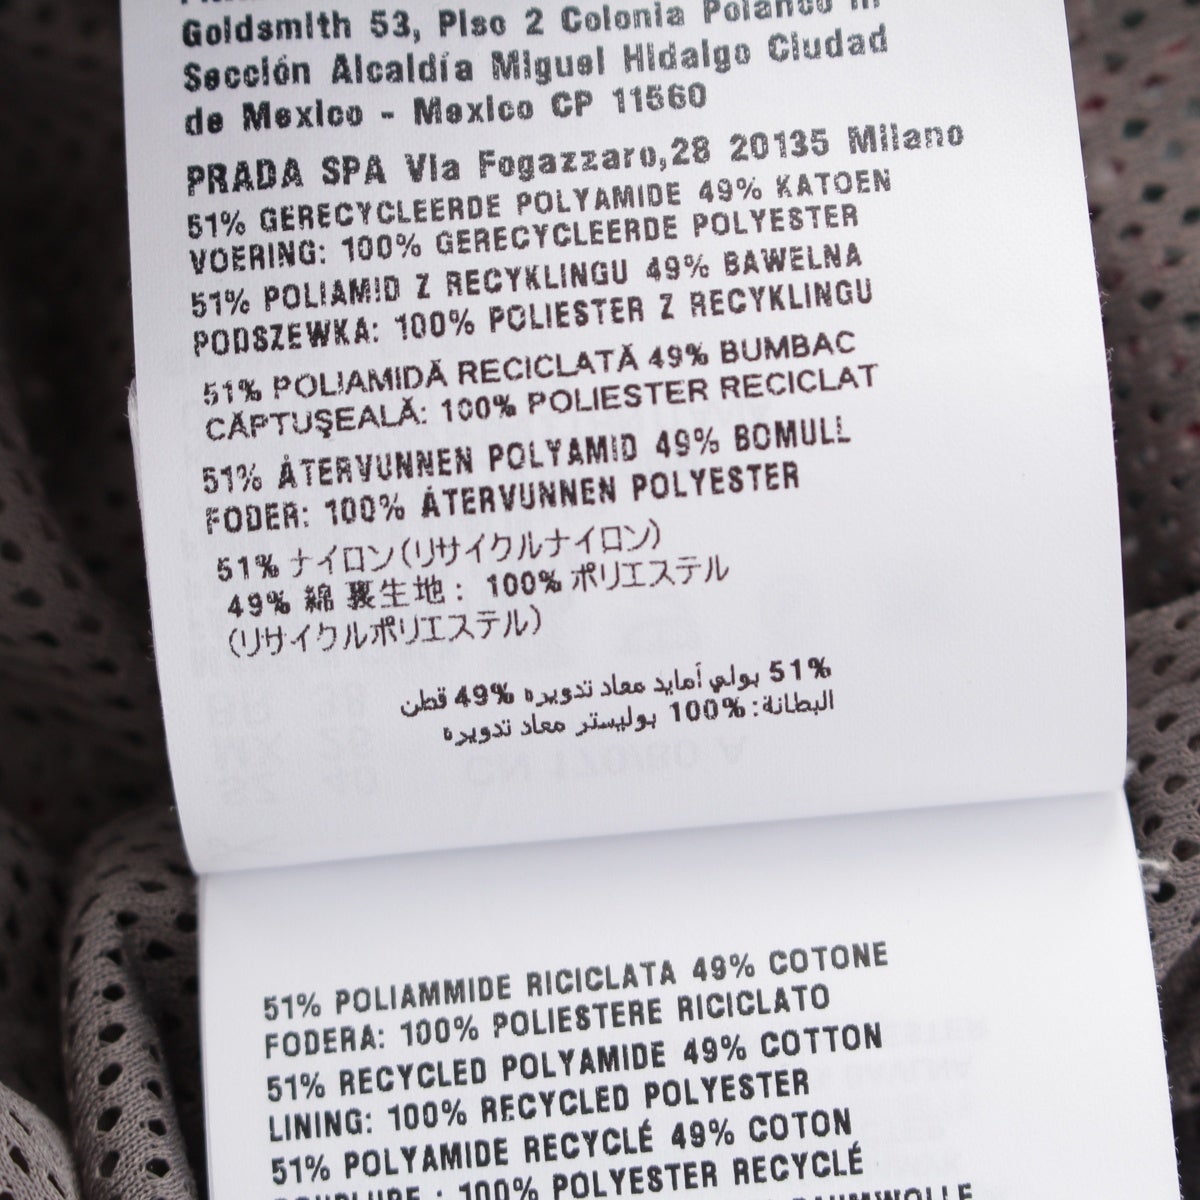 Goldsmith 53, Piso 2 Colonia Polanco III
Sección Alcaldía Miguel Hidalgo Ciudad
de Mexico - Mexico CP 11560
PRADA SPA Via Fogazzaro,28 20135 Milano
51% GERECYCLEERDE POLYAMIDE 49% KATOEN
VOERING: 100% GERECYCLEERDE POLYESTER
51% POLIAMID Z RECYKLINGU 49% BAWELNA
PODSZEWKA: 100% POLIESTER Z RECYKLINGU
51% POLIAMIDĂ RECICLATĂ 49% BUMBAC
CĂPTUŞEALĂ: 100% POLIESTER RECICLAT
51% ÅTERVUNNEN POLYAMID 49% BOMULL
FODER: 100% ÅTERVUNNEN POLYESTER
51% ナイロン(リサイクルナイロン)
49% 綿 裏生地: 100% ポリエステル
(リサイクルポリエステル)
51% بولي أمايد معاد تدويره 49% قطن
البطانة: 100% بوليستر معاد تدويره
51% POLIAMMIDE RICICLATA 49% COTONE
FODERA: 100% POLIESTERE RICICLATO
51% RECYCLED POLYAMIDE 49% COTTON
LINING: 100% RECYCLED POLYESTER
51% POLYAMIDE RECYCLÉ 49% COTON
DOUBLURE : 100% POLYESTER RECYCLÉ
BAUMWOLLE